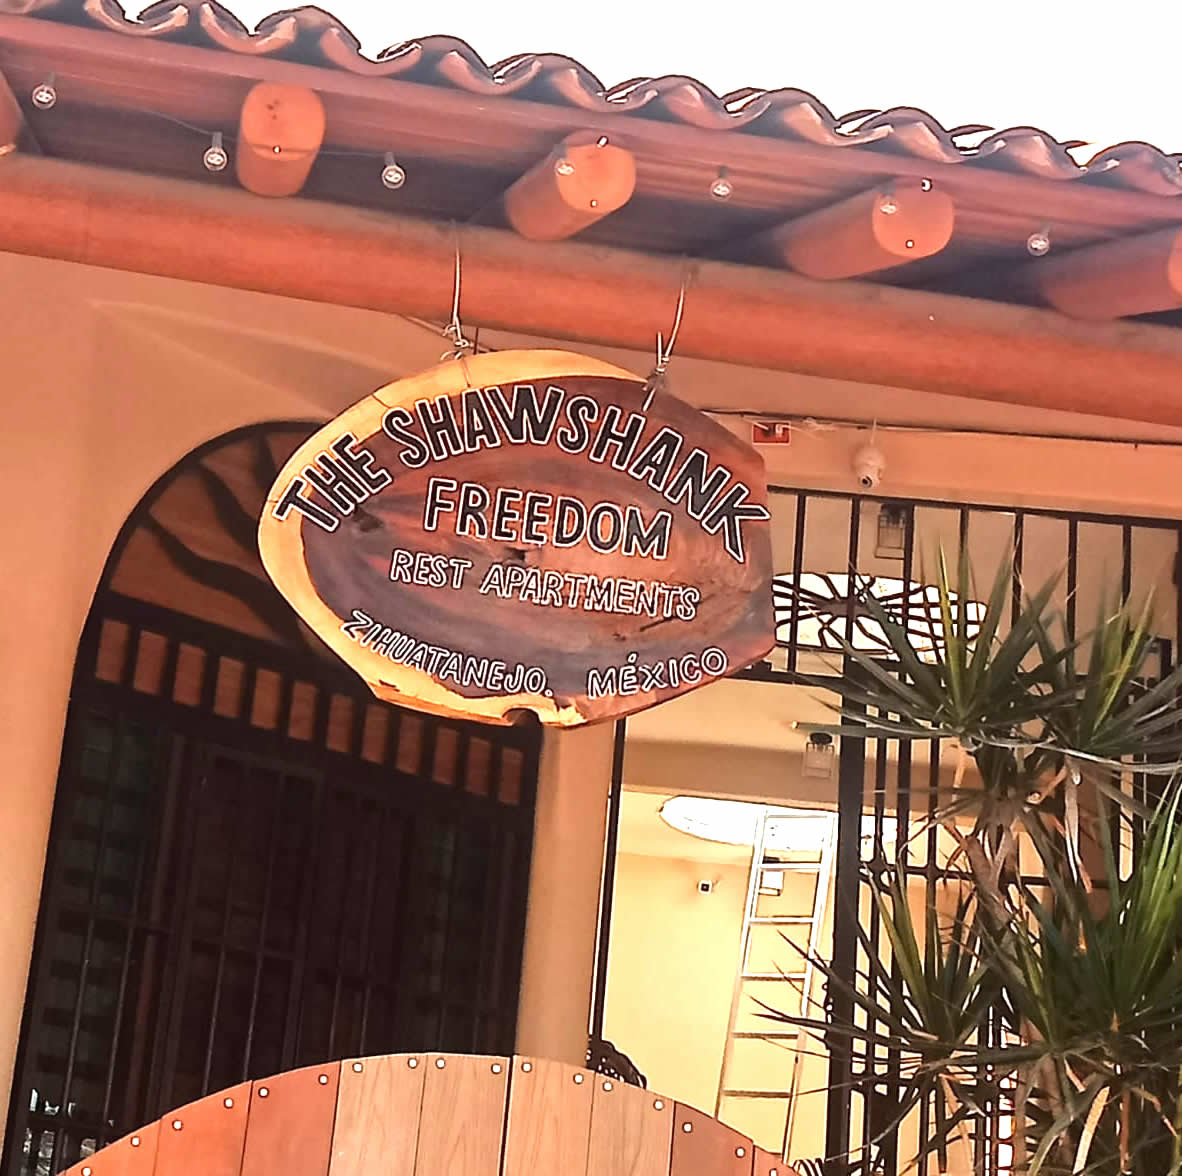 THE SHAWSHANK
FREEDOM
REST APARTMENTS
ZIHUATANEJO. MÉXICO